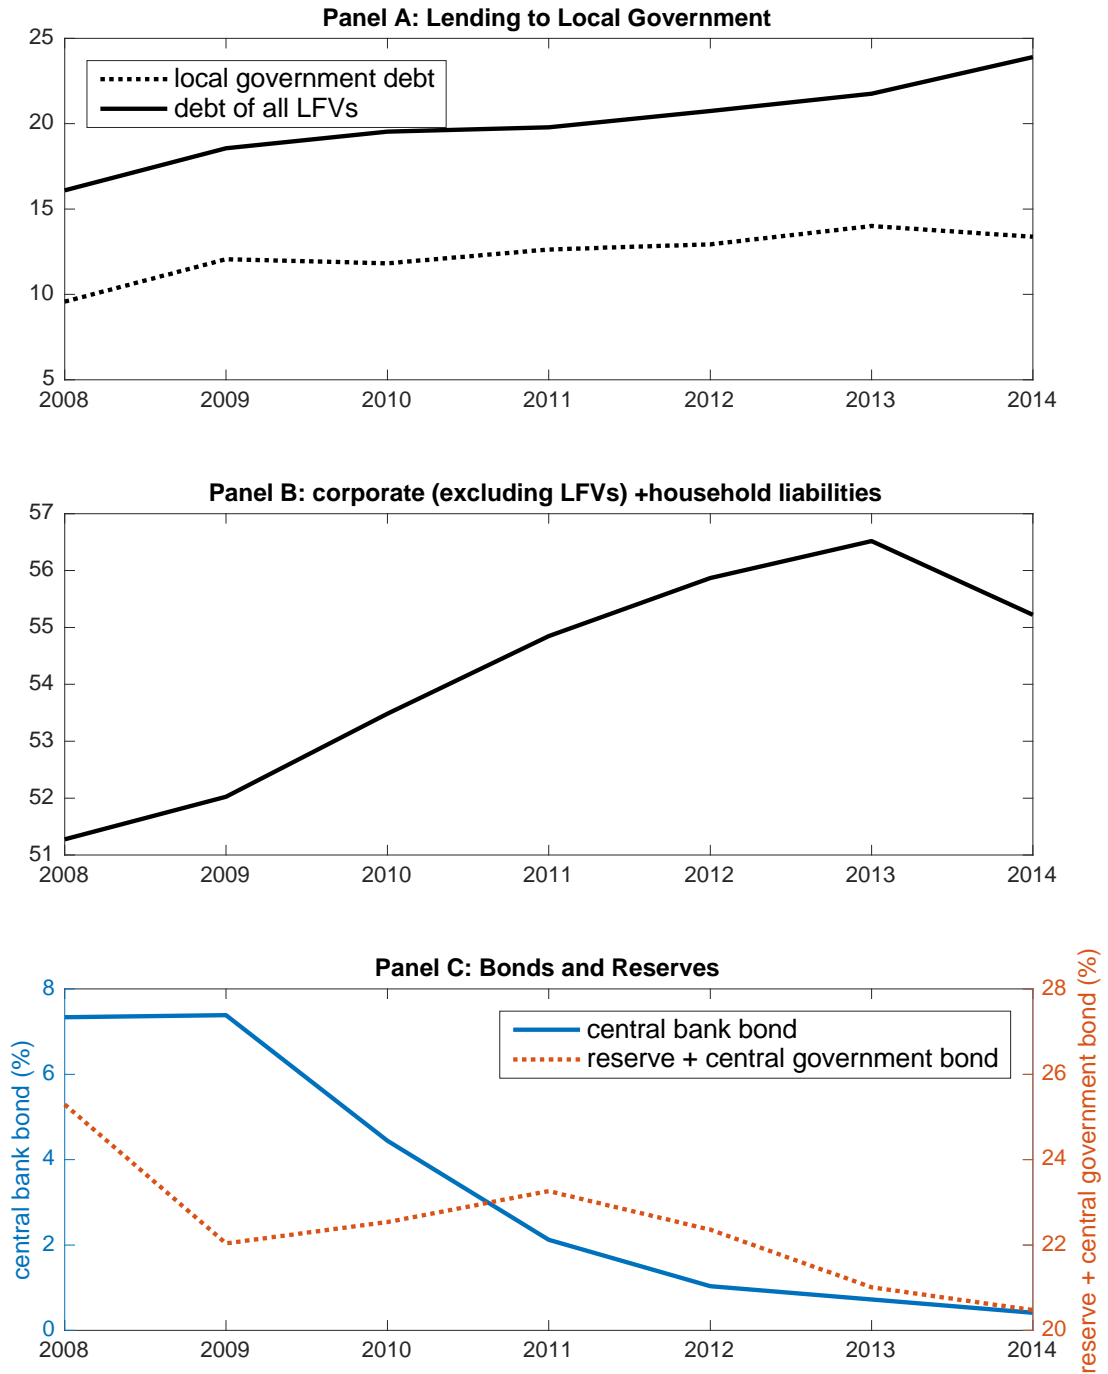 Panel A: Lending to Local Government
25
20
15
10
5
local government debt
debt of all LFVs
2008 2009 2010 2011 2012 2013 2014
Panel B: corporate (excluding LFVs) +household liabilities
57
56
55
54
53
52
51
2008 2009 2010 2011 2012 2013 2014
Panel C: Bonds and Reserves
central bank bond (%)
8
6
4
2
0
central bank bond
reserve + central government bond
28
26
24
22
20
reserve + central government bond (%)
2008 2009 2010 2011 2012 2013 2014